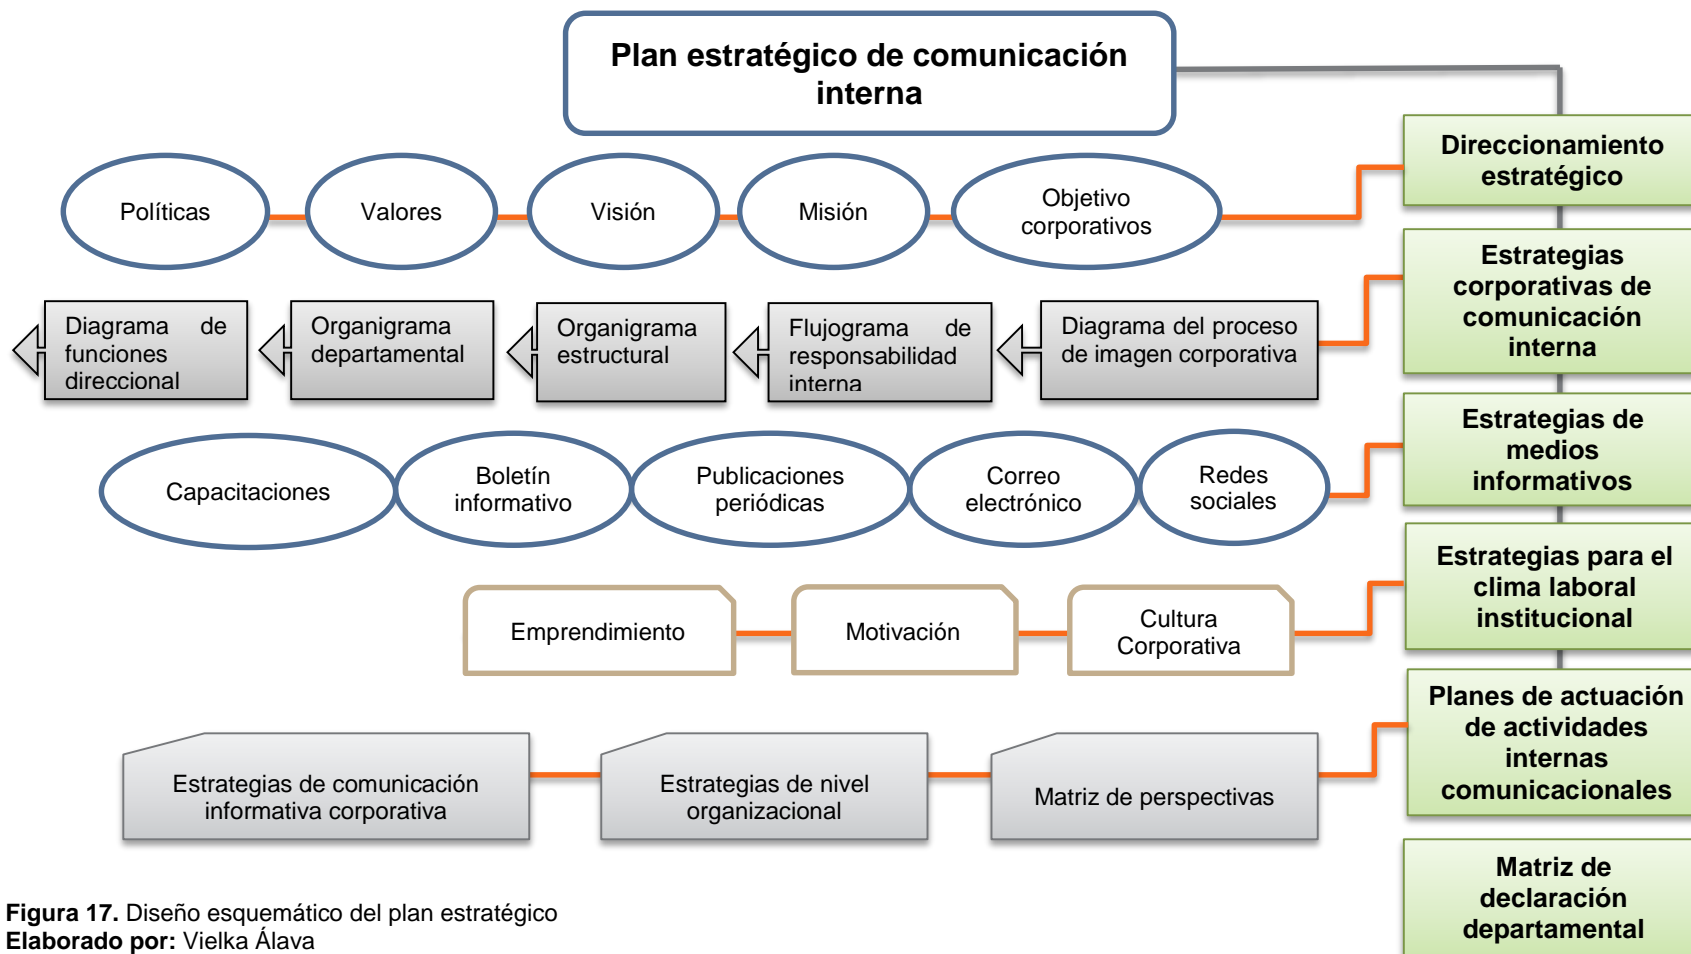 Plan estratégico de comunicación
interna
Direccionamiento
estratégico
Políticas
Valores
Visión
Misión
Objetivo
corporativos
Estrategias
corporativas de
comunicación
interna
Diagrama de
funciones
direccional
Organigrama
departamental
Organigrama
estructural
Flujograma de
responsabilidad
interna
Diagrama del proceso
de imagen corporativa
Estrategias de
medios
informativos
Capacitaciones
Boletín
informativo
Publicaciones
periódicas
Correo
electrónico
Redes
sociales
Estrategias para el
clima laboral
institucional
Emprendimiento
Motivación
Cultura
Corporativa
Planes de actuación
de actividades
internas
comunicacionales
Estrategias de comunicación
informativa corporativa
Estrategias de nivel
organizacional
Matriz de perspectivas
Matriz de
declaración
departamental
Figura 17. Diseño esquemático del plan estratégico
Elaborado por: Vielka Álava